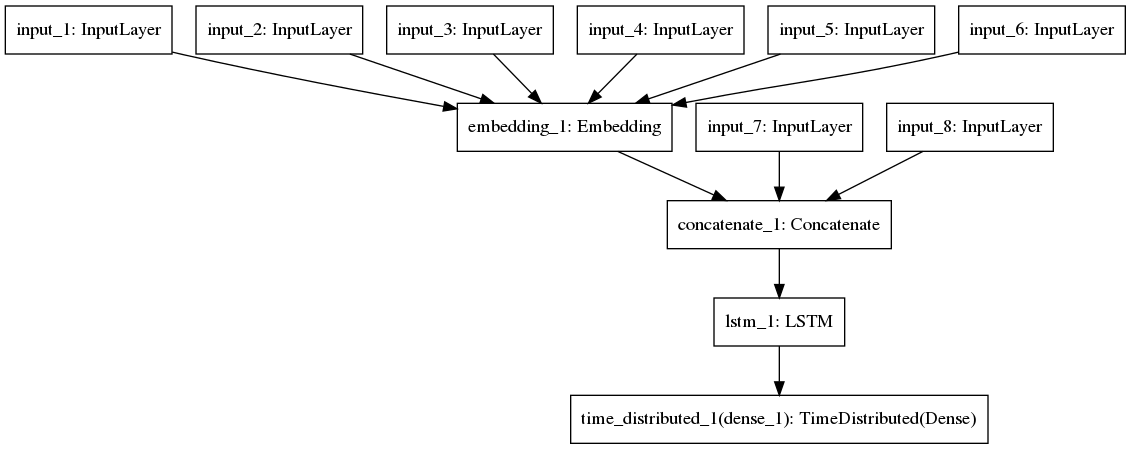 input_1: InputLayer
input_2: InputLayer
input_3: InputLayer
input_4: InputLayer
input_5: InputLayer
input_6: InputLayer
embedding_1: Embedding
input_7: InputLayer
input_8: InputLayer
concatenate_1: Concatenate
lstm_1: LSTM
time_distributed_1(dense_1): TimeDistributed(Dense)